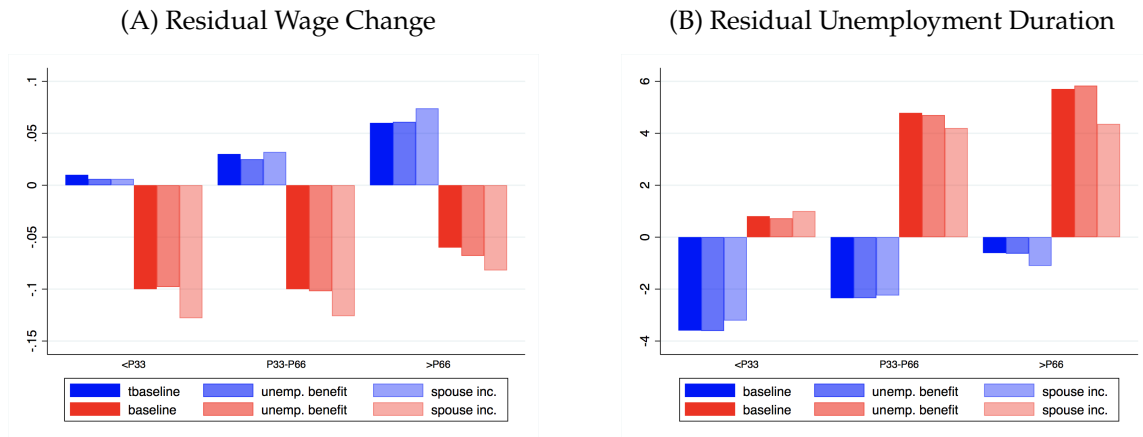 (A) Residual Wage Change
.1
.05
0
-.05
-.1
-.15
<P33
P33-P66
>P66
tbaseline
unemp. benefit
spouse inc.
baseline
unemp. benefit
spouse inc.
(B) Residual Unemployment Duration
6
4
2
0
-2
-4
<P33
P33-P66
>P66
baseline
unemp. benefit
spouse inc.
baseline
unemp. benefit
spouse inc.